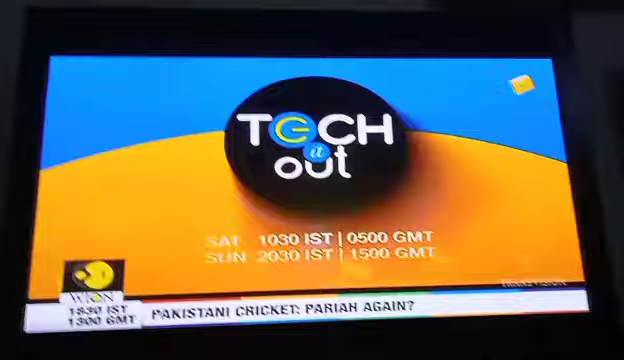 TECH
it
out
SAT 1030 IST | 0500 GMT
SUN 2030 IST | 1500 GMT
WION
1830 IST
1300 GMT
PAKISTANI CRICKET: PARIAH AGAIN?